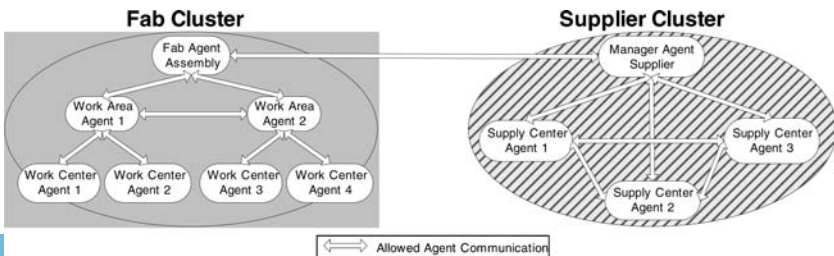 Fab Cluster
Supplier Cluster
Fab Agent
Assembly
Manager Agent
Supplier
Work Area
Agent 1
Work Area
Agent 2
Supply Center
Agent 1
Supply Center
Agent 3
Work Center
Agent 1
Work Center
Agent 2
Work Center
Agent 3
Work Center
Agent 4
Supply Center
Agent 2
Allowed Agent Communication